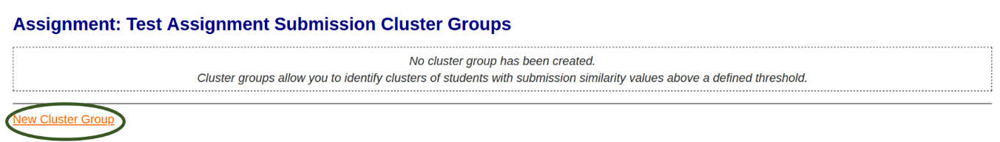 Assignment: Test Assignment Submission Cluster Groups
No cluster group has been created.
Cluster groups allow you to identify clusters of students with submission similarity values above a defined threshold.
New Cluster Group